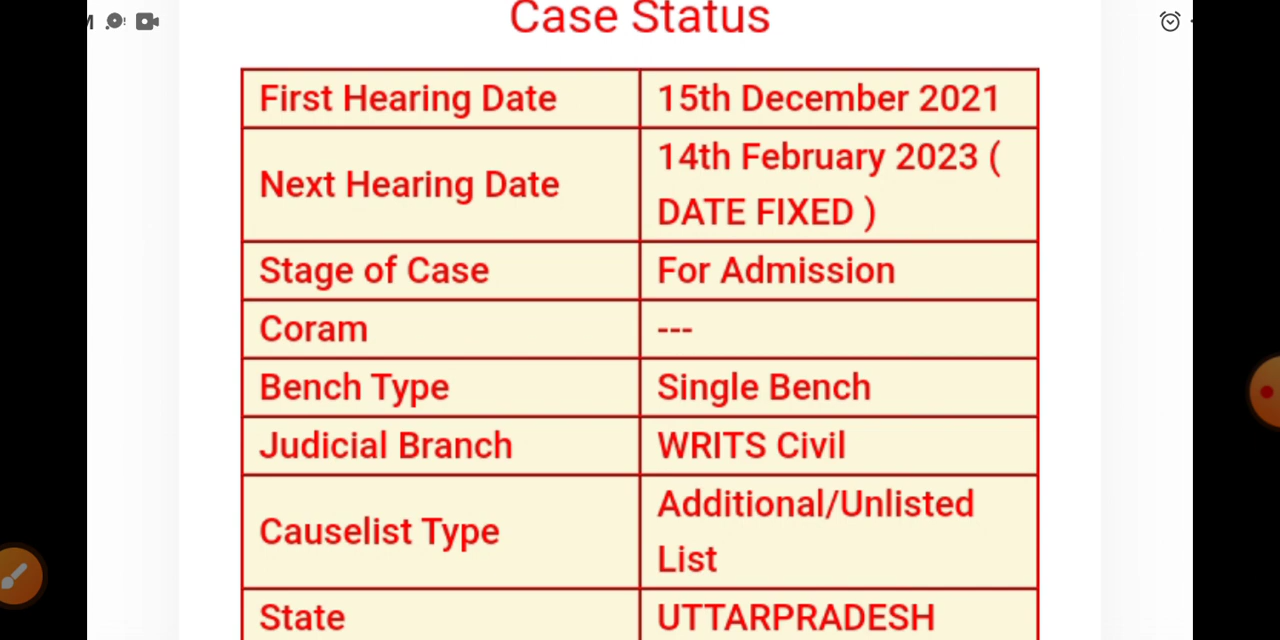 Case Status
First Hearing Date
15th December 2021
Next Hearing Date
14th February 2023 (
DATE FIXED )
Stage of Case
For Admission
Coram
---
Bench Type
Single Bench
Judicial Branch
WRITS Civil
Causelist Type
Additional/Unlisted
List
State
UTTARPRADESH